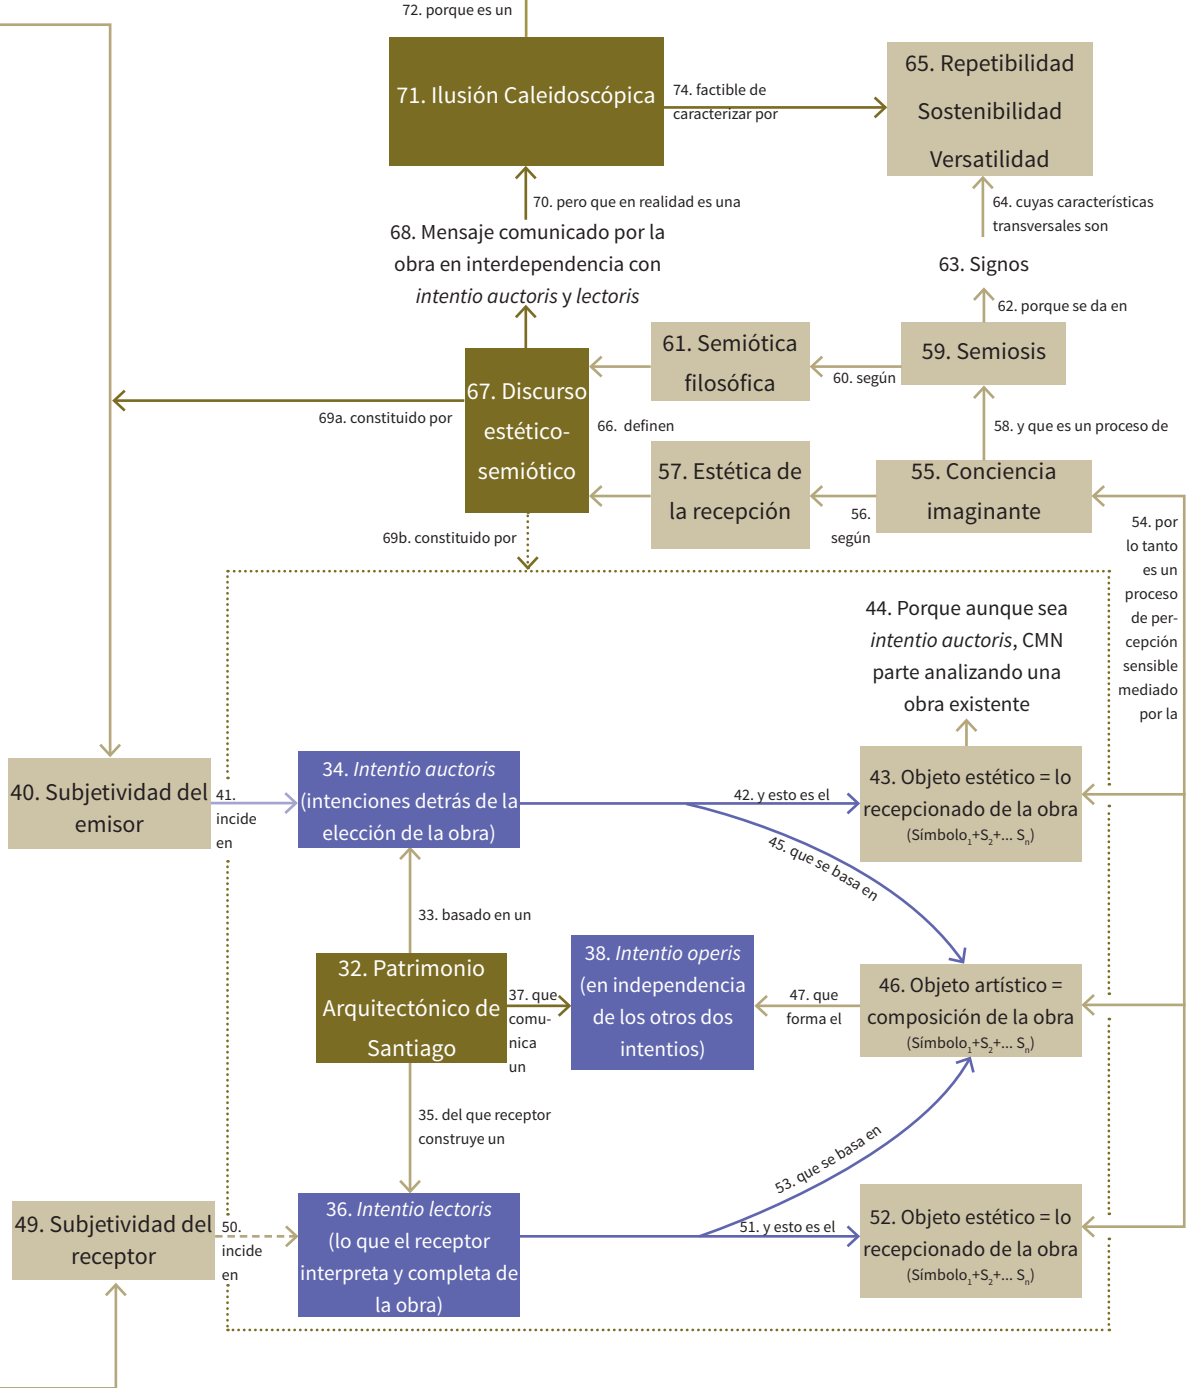 72. porque es un
71. Ilusión Caleidoscópica
74. factible de
caracterizar por
65. Repetibilidad
Sostenibilidad
Versatilidad
70. pero que en realidad es una
64. cuyas características
transversales son
68. Mensaje comunicado por la
obra en interdependencia con
intentio auctoris y lectoris
63. Signos
62. porque se da en
61. Semiótica
filosófica
59. Semiosis
60. según
67. Discurso
estético-
semiótico
69a. constituido por
66. definen
58. y que es un proceso de
57. Estética de
la recepción
55. Conciencia
imaginante
56.
según
69b. constituido por
54. por
lo tanto
es un
proceso
de per-
cepción
sensible
mediado
por la
44. Porque aunque sea
intentio auctoris, CMN
parte analizando una
obra existente
40. Subjetividad del
emisor
41.
incide
en
34. Intentio auctoris
(intenciones detrás de la
elección de la obra)
42. y esto es el
43. Objeto estético = lo
recepcionado de la obra
(Símbolo1+S2+... Sn)
45. que se basa en
33. basado en un
32. Patrimonio
Arquitectónico de
Santiago
37. que
comu-
nica
un
38. Intentio operis
(en independencia
de los otros dos
intentios)
47. que
forma el
46. Objeto artístico =
composición de la obra
(Símbolo1+S2+... Sn)
35. del que receptor
construye un
53. que se basa en
49. Subjetividad del
receptor
50.
incide
en
36. Intentio lectoris
(lo que el receptor
interpreta y completa de
la obra)
51. y esto es el
52. Objeto estético = lo
recepcionado de la obra
(Símbolo1+S2+... Sn)